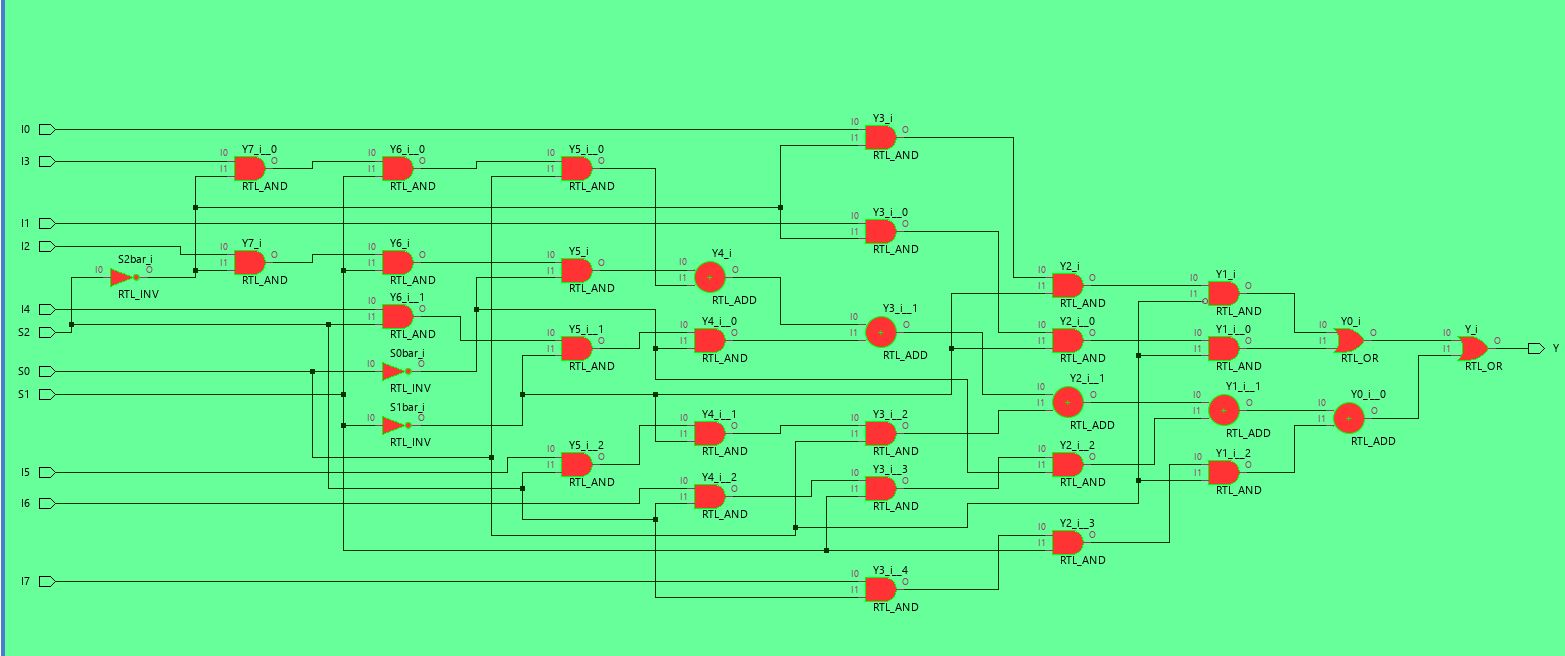 I0
I3
I1
I2
I4
S2
S0
S1
I5
I6
I7
S2bar_i
I0 O
RTL_INV
Y7_i__0
I0
I1 O
RTL_AND
Y7_i
I0
I1 O
RTL_AND
Y6_i__0
I0
I1 O
RTL_AND
Y6_i
I0
I1 O
RTL_AND
Y6_i__1
I0
I1 O
RTL_AND
S0bar_i
I0 O
RTL_INV
S1bar_i
I0 O
RTL_INV
Y5_i__0
I0
I1 O
RTL_AND
Y5_i
I0
I1 O
RTL_AND
Y5_i__1
I0
I1 O
RTL_AND
Y5_i__2
I0
I1 O
RTL_AND
Y4_i
I0
I1 O
+
RTL_ADD
Y4_i__0
I0
I1 O
RTL_AND
Y4_i__1
I0
I1 O
RTL_AND
Y4_i__2
I0
I1 O
RTL_AND
Y3_i
I0
I1 O
RTL_AND
Y3_i__0
I0
I1 O
RTL_AND
Y3_i__1
I0
I1 O
+
RTL_ADD
Y3_i__2
I0
I1 O
RTL_AND
Y3_i__3
I0
I1 O
RTL_AND
Y3_i__4
I0
I1 O
RTL_AND
Y2_i
I0
I1 O
RTL_AND
Y2_i__0
I0
I1 O
RTL_AND
Y2_i__1
I0
I1 O
+
RTL_ADD
Y2_i__2
I0
I1 O
RTL_AND
Y2_i__3
I0
I1 O
RTL_AND
Y1_i
I0
I1 O
RTL_AND
Y1_i__0
I0
I1 O
RTL_AND
Y1_i__1
I0
I1 O
+
RTL_ADD
Y1_i__2
I0
I1 O
RTL_AND
Y0_i
I0
I1 O
RTL_OR
Y0_i__0
I0
I1 O
+
RTL_ADD
Y_i
I0
I1 O
RTL_OR
Y